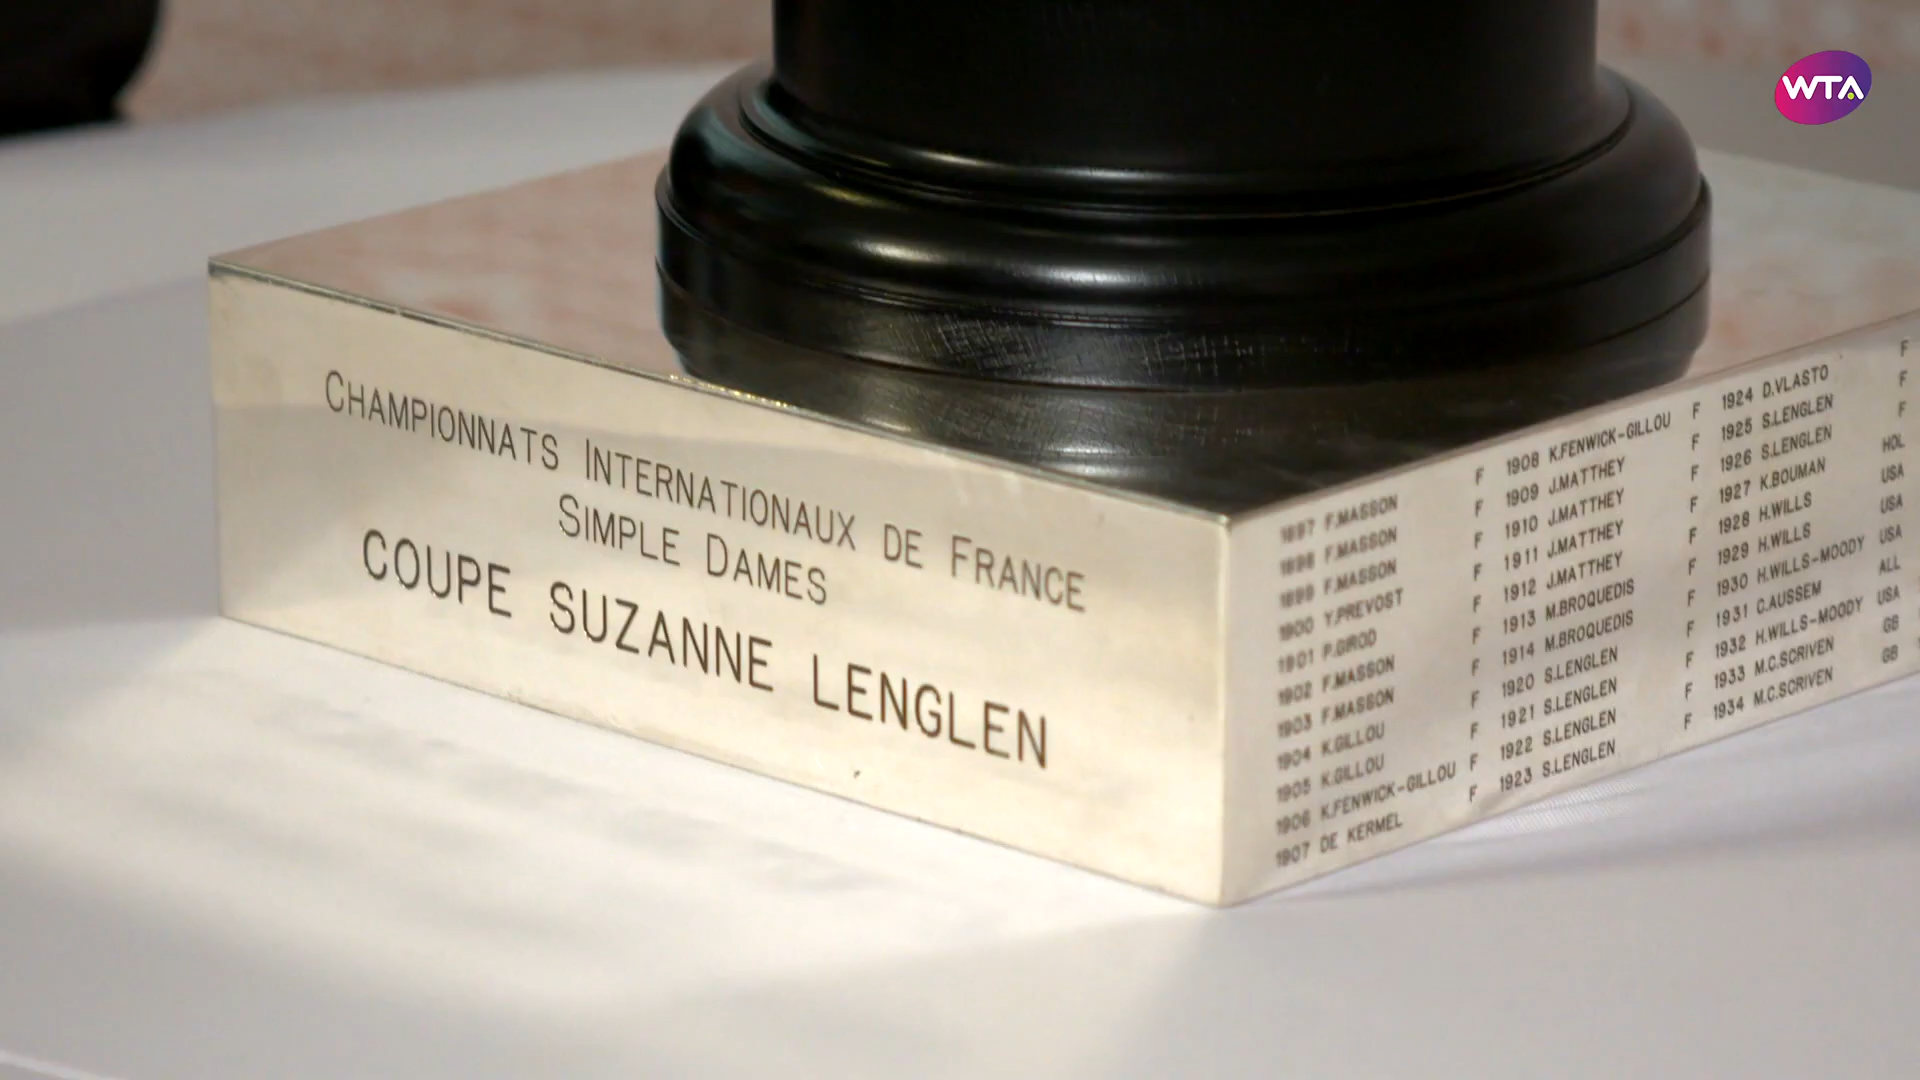 WTA
CHAMPIONNATS INTERNATIONAUX DE FRANCE
SIMPLE DAMES
COUPE SUZANNE LENGLEN
1897 F.MASSON F
1898 F.MASSON F
1899 F.MASSON F
1900 Y.PREVOST F
1901 P.GIROD F
1902 F.MASSON F
1903 F.MASSON F
1904 K.GILLOU F
1905 K.GILLOU F
1906 K.FENWICK-GILLOU F
1907 DE KERMEL F
1908 K.FENWICK-GILLOU F
1909 J.MATTHEY F
1910 J.MATTHEY F
1911 J.MATTHEY F
1912 J.MATTHEY F
1913 M.BROQUEDIS F
1914 M.BROQUEDIS F
1920 S.LENGLEN F
1921 S.LENGLEN F
1922 S.LENGLEN F
1923 S.LENGLEN F
1924 D.VLASTO F
1925 S.LENGLEN F
1926 S.LENGLEN F
1927 K.BOUMAN HOL
1928 H.WILLS USA
1929 H.WILLS USA
1930 H.WILLS-MOODY USA
1931 C.AUSSEM ALL
1932 H.WILLS-MOODY USA
1933 M.C.SCRIVEN GB
1934 M.C.SCRIVEN GB